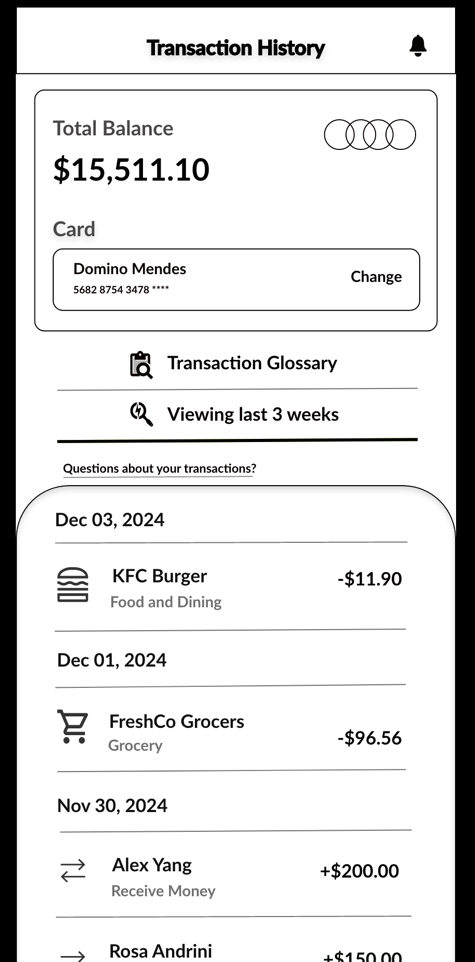 Transaction History
Total Balance
$15,511.10
Card
Domino Mendes
5682 8754 3478 ****
Change
Transaction Glossary
Viewing last 3 weeks
Questions about your transactions?
Dec 03, 2024
KFC Burger
-$11.90
Food and Dining
Dec 01, 2024
FreshCo Grocers
-$96.56
Grocery
Nov 30, 2024
Alex Yang
+$200.00
Receive Money
Rosa Andrini
+$150.00